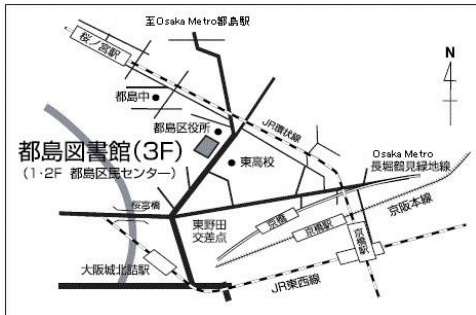 至Osaka Metro都島駅
桜ノ宮駅
N
都島中
JR環状線
都島区役所
都島図書館(3F)
(1・2F 都島区民センター)
東高校
Osaka Metro
長堀鶴見緑地線
京阪本線
桜宮橋
東野田
交差点
京橋
京橋駅
京橋駅
大阪城北詰駅
JR東西線